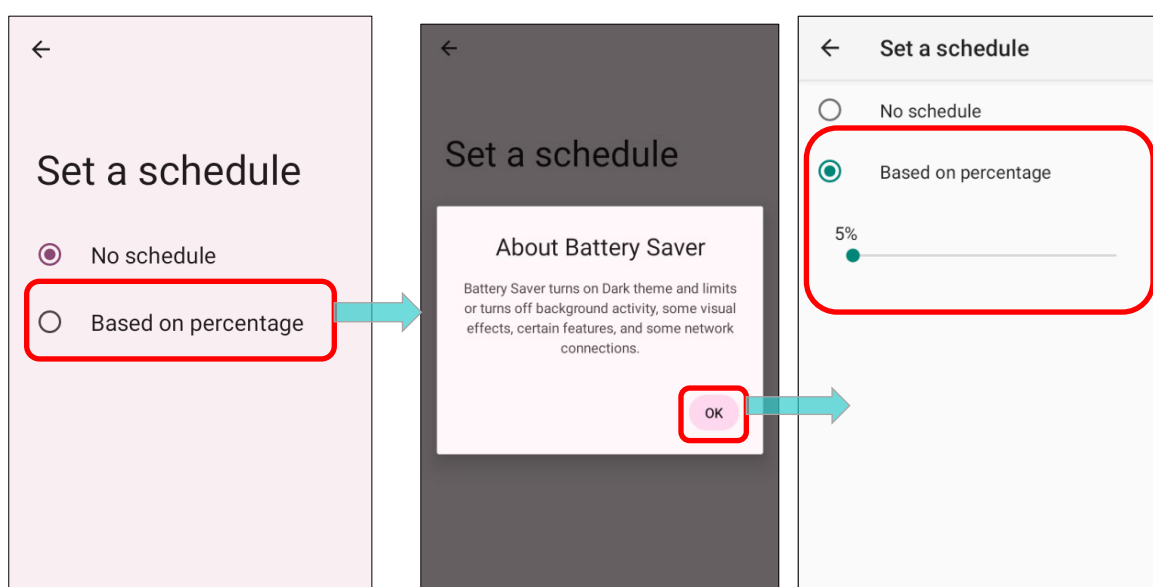 Set a schedule
No schedule
Based on percentage
Set a schedule
About Battery Saver
Battery Saver turns on Dark theme and limits
or turns off background activity, some visual
effects, certain features, and some network
connections.
OK
Set a schedule
No schedule
Based on percentage
5%